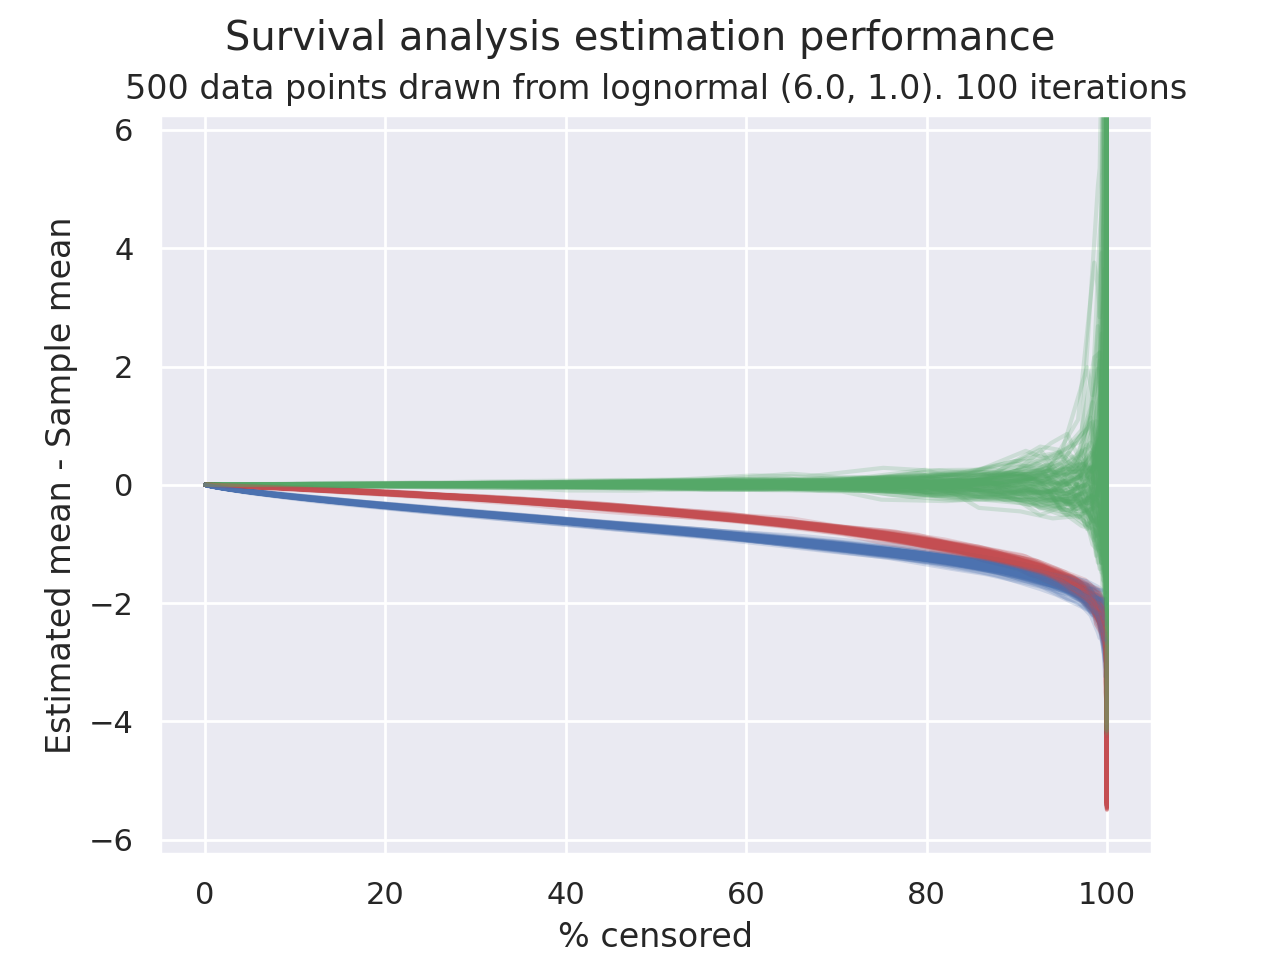 Survival analysis estimation performance
500 data points drawn from lognormal (6.0, 1.0). 100 iterations
6
4
2
0
−2
−4
−6
Estimated mean - Sample mean
0 20 40 60 80 100
% censored